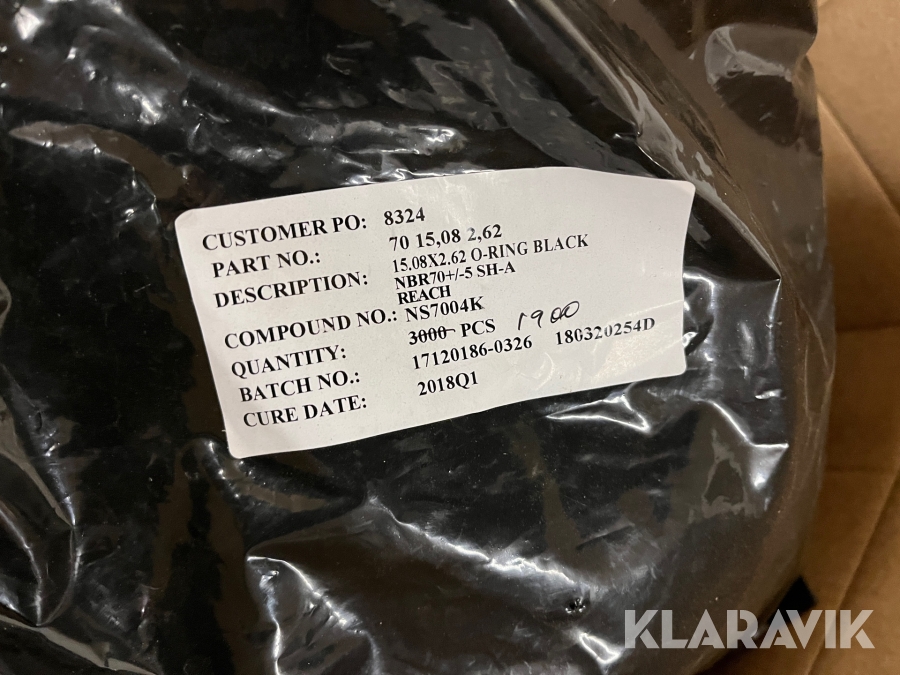 CUSTOMER PO: 8324
PART NO.: 70 15,08 2,62
DESCRIPTION: 15.08X2.62 O-RING BLACK
NBR70+/-5 SH-A
REACH
COMPOUND NO.: NS7004K
QUANTITY: 3000 PCS 1900
BATCH NO.: 17120186-0326 180320254D
CURE DATE: 2018Q1
KLARAVIK